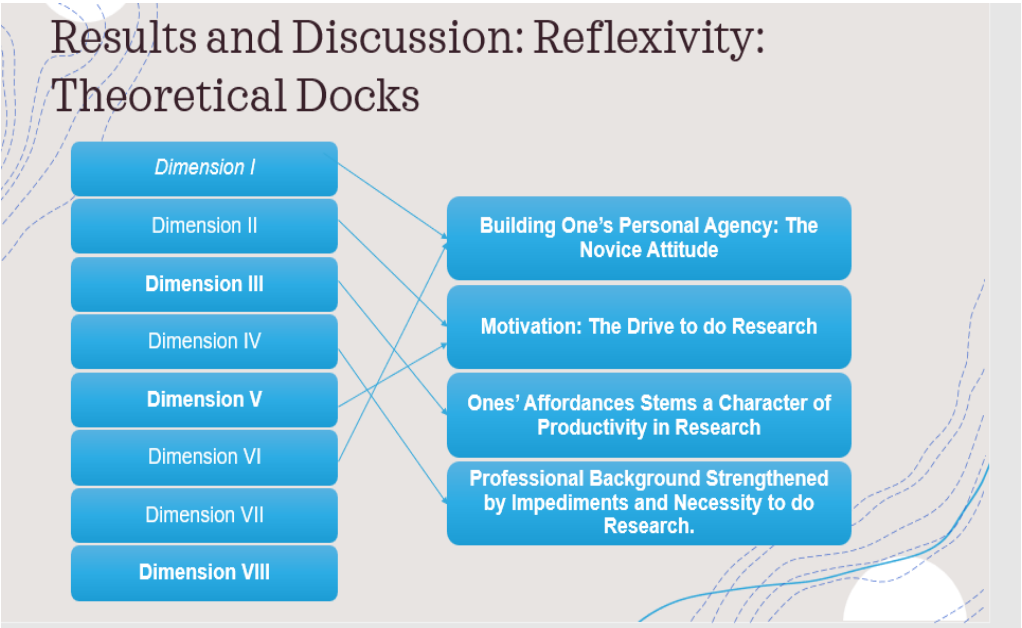 Results and Discussion: Reflexivity:
Theoretical Docks
Dimension I
Dimension II
Dimension III
Dimension IV
Dimension V
Dimension VI
Dimension VII
Dimension VIII
Building One’s Personal Agency: The
Novice Attitude
Motivation: The Drive to do Research
Ones’ Affordances Stems a Character of
Productivity in Research
Professional Background Strengthened
by Impediments and Necessity to do
Research.